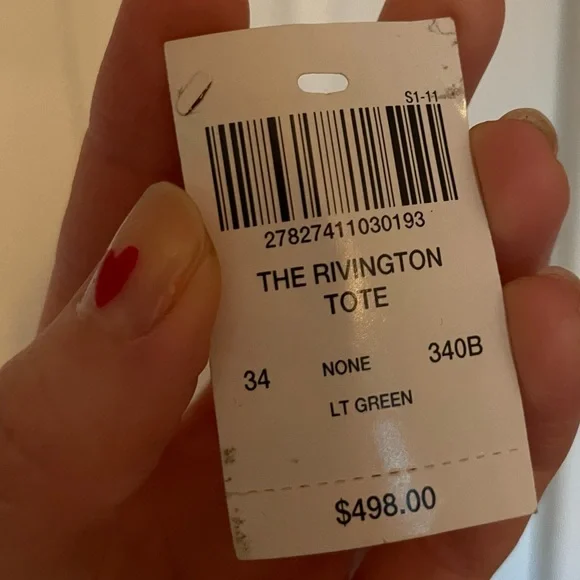 S1-11
27827411030193
THE RIVINGTON
TOTE
34 NONE 340B
LT GREEN
$498.00